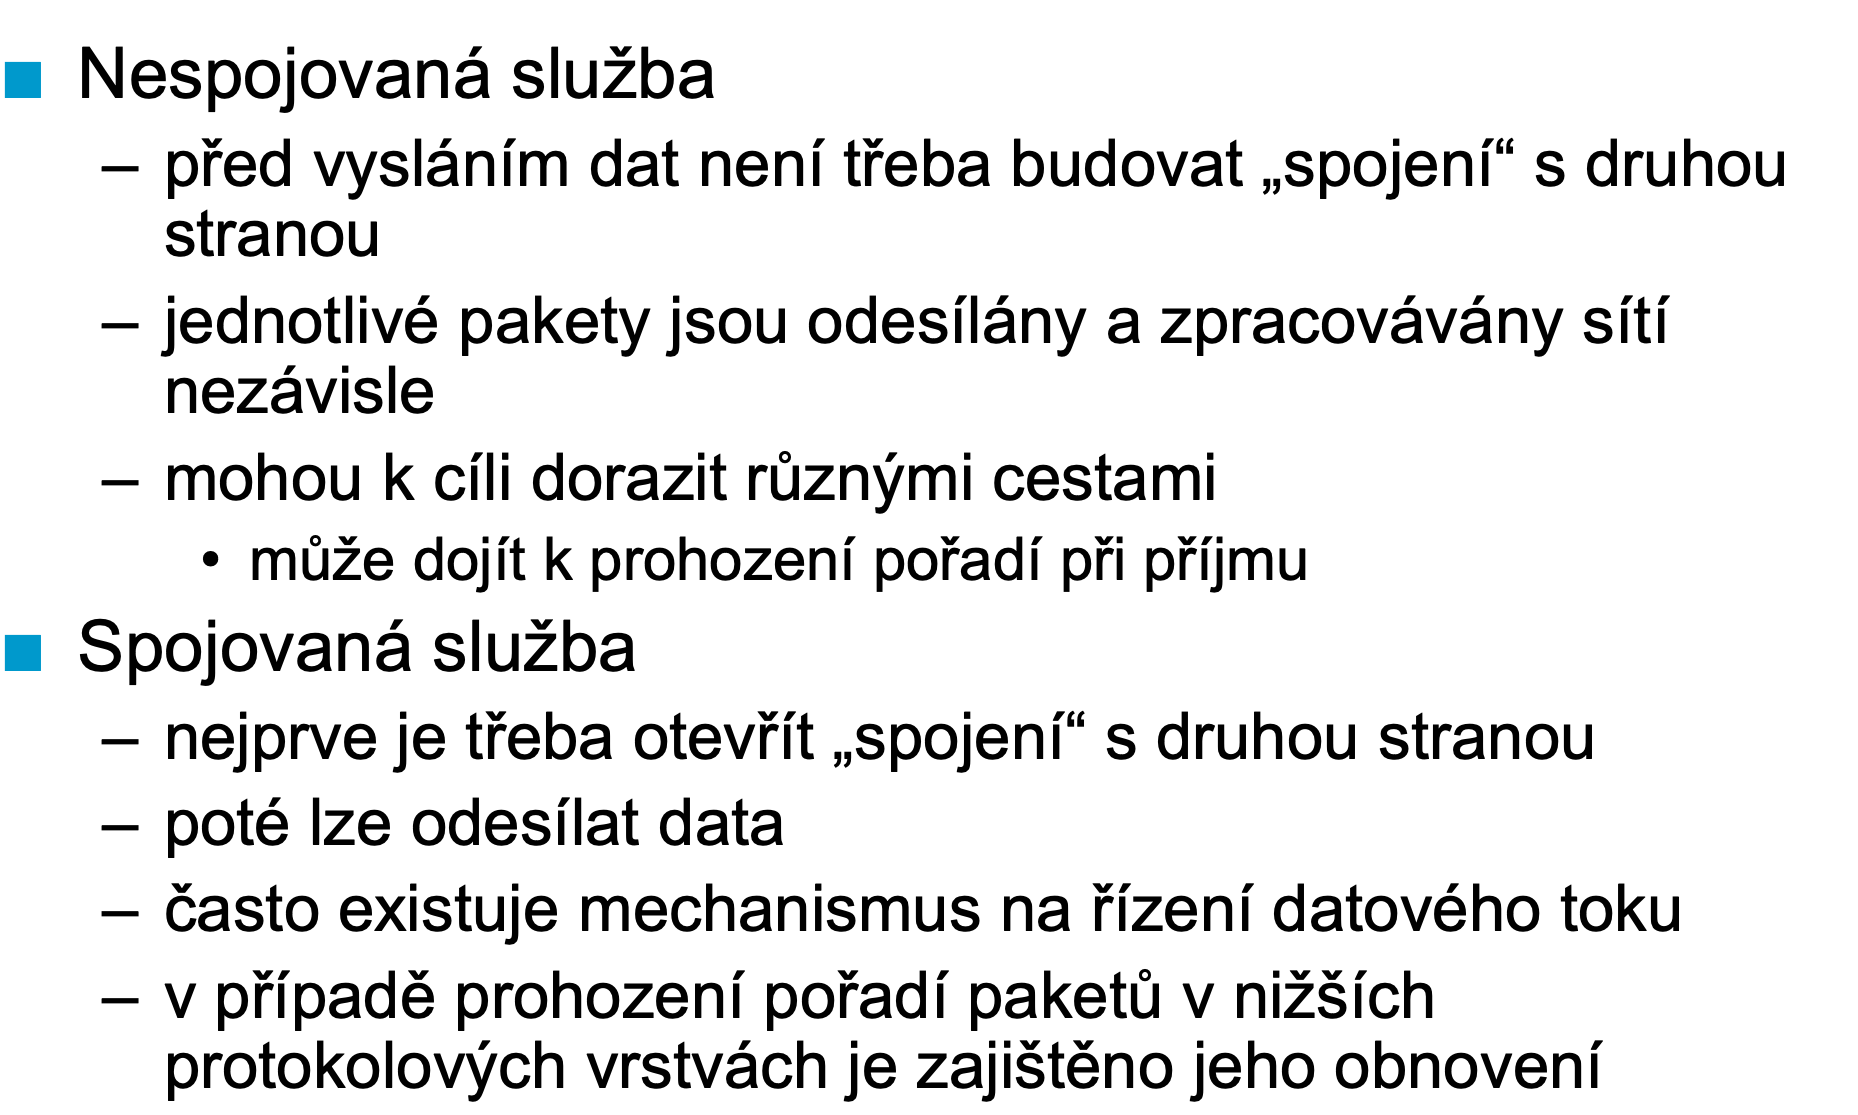 ■ Nespojovaná služba
– před vysláním dat není třeba budovat „spojení“ s druhou
stranou
– jednotlivé pakety jsou odesílány a zpracovávány sítí
nezávisle
– mohou k cíli dorazit různými cestami
• může dojít k prohození pořadí při příjmu
■ Spojovaná služba
– nejprve je třeba otevřít „spojení“ s druhou stranou
– poté lze odesílat data
– často existuje mechanismus na řízení datového toku
– v případě prohození pořadí paketů v nižších
protokolových vrstvách je zajištěno jeho obnovení